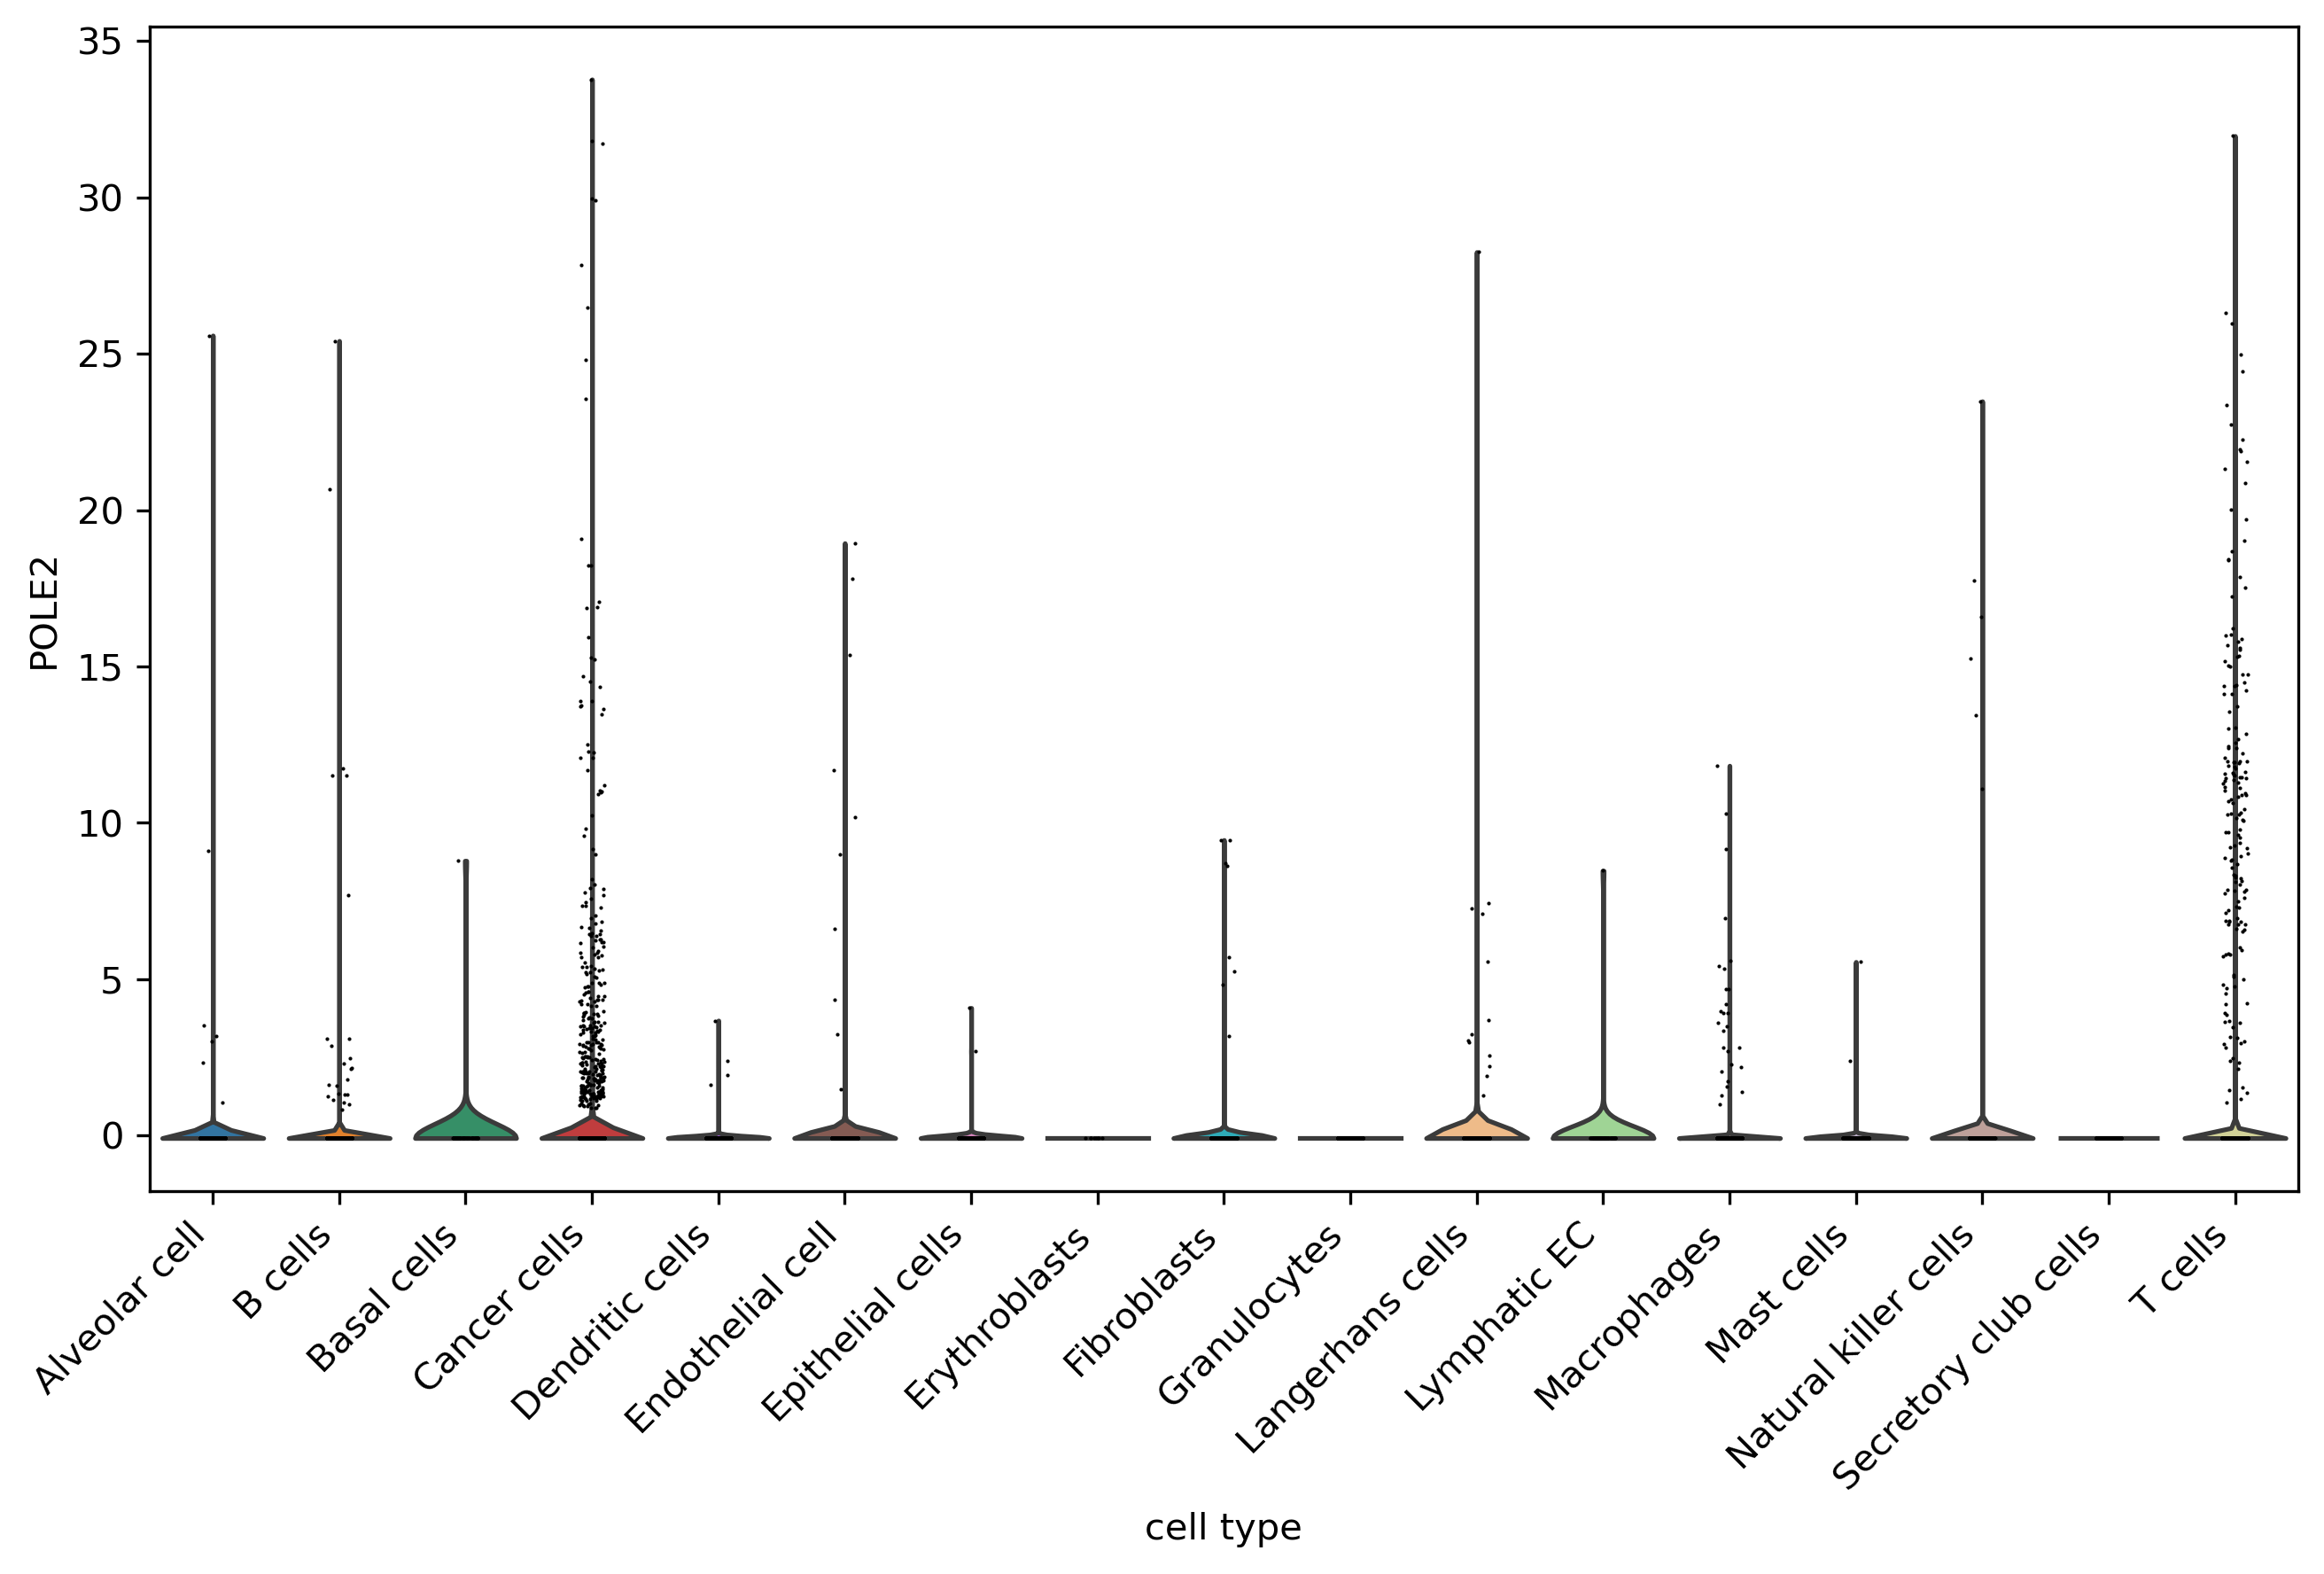 35
30
25
20
15
10
5
0
POLE2
Alveolar cell
B cells
Basal cells
Cancer cells
Dendritic cells
Endothelial cell
Epithelial cells
Erythroblasts
Fibroblasts
Granulocytes
Langerhans cells
Lymphatic EC
Macrophages
Mast cells
Natural killer cells
Secretory club cells
T cells
cell type